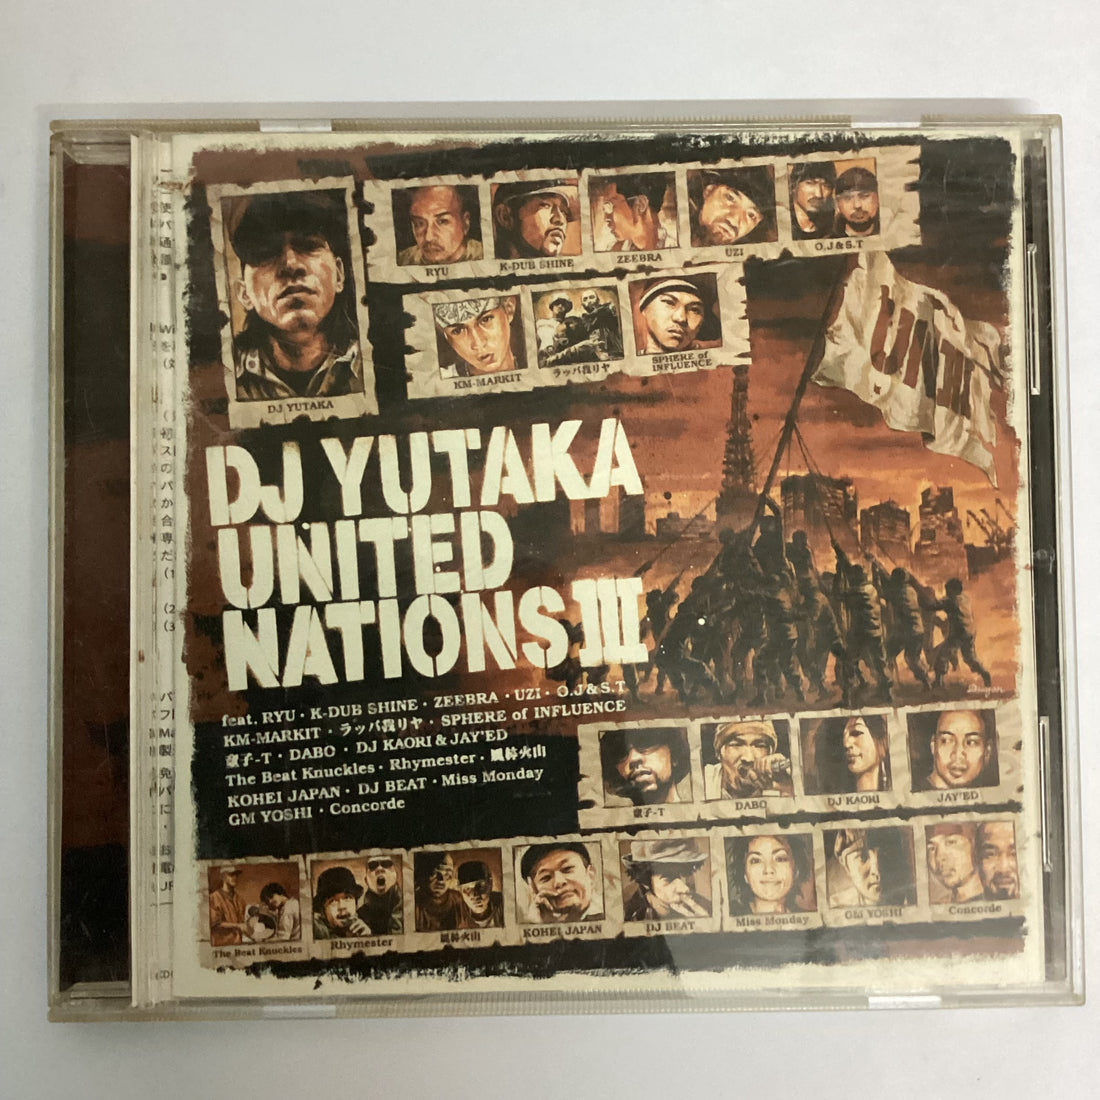 RYU
K-DUB SHINE
ZEEBRA
UZI
O.J & S.T
DJ YUTAKA
KM-MARKIT
ラッパ我リヤ
SPHERE of
INFLUENCE
UNITED
DJ YUTAKA
UNITED
NATIONS III
feat. RYU・K-DUB SHINE・ZEEBRA・UZI・O.J & S.T
KM-MARKIT・ラッパ我リヤ・SPHERE of INFLUENCE
童子-T・DABO・DJ KAORI & JAY'ED
The Beat Knuckles・Rhymester・風林火山
KOHEI JAPAN・DJ BEAT・Miss Monday
GM YOSHI・Concorde
童子-T
DABO
DJ KAORI
JAY'ED
The Beat Knuckles
Rhymester
風林火山
KOHEI JAPAN
DJ BEAT
Miss Monday
GM YOSHI
Concorde